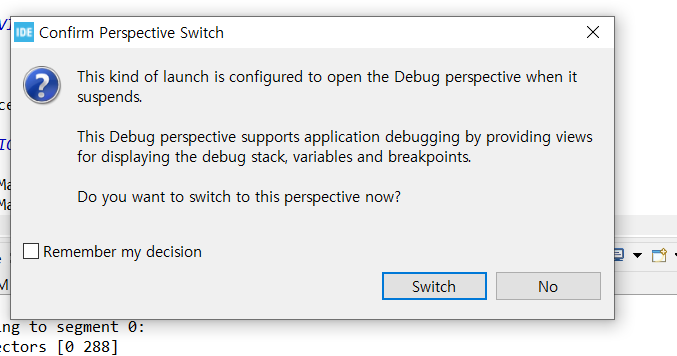 IDE Confirm Perspective Switch
This kind of launch is configured to open the Debug perspective when it
suspends.
This Debug perspective supports application debugging by providing views
for displaying the debug stack, variables and breakpoints.
Do you want to switch to this perspective now?
Remember my decision
Switch No
ng to segment 0:
ectors [0 288]